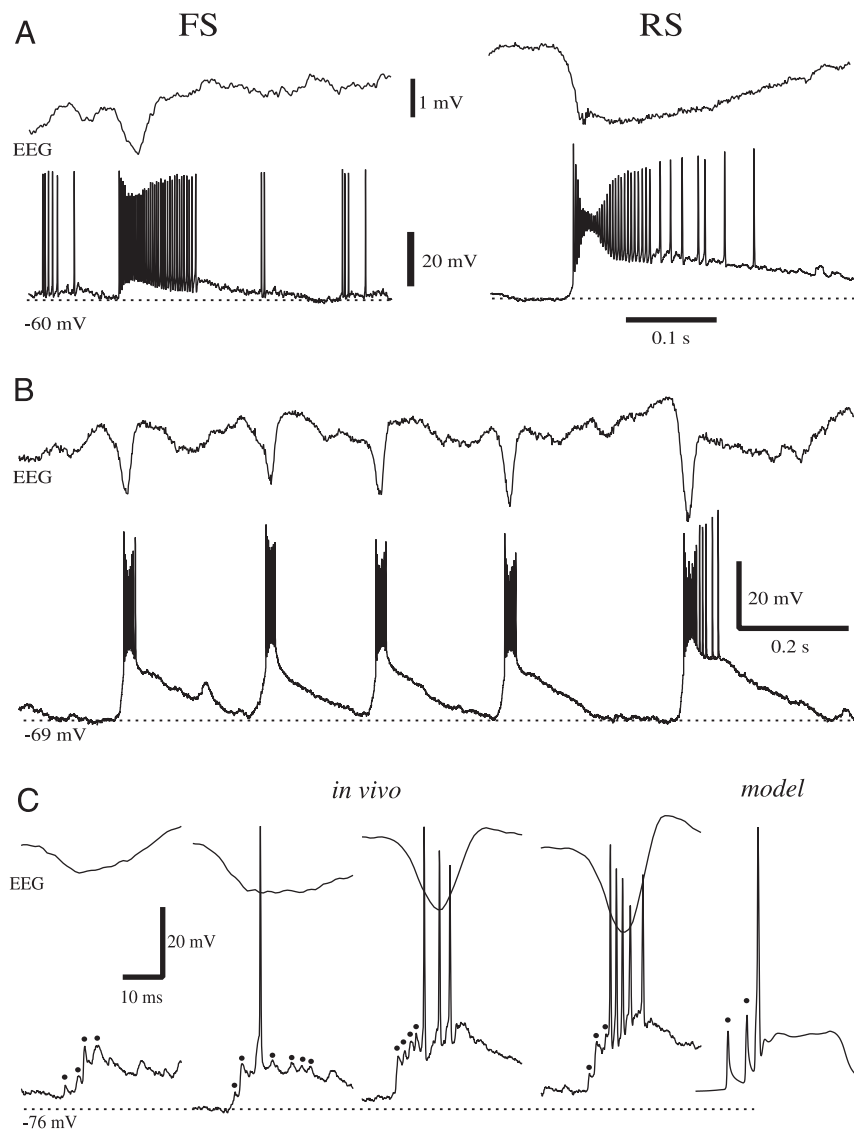 A
FS
RS
1 mV
EEG
20 mV
-60 mV
0.1 s
B
EEG
20 mV
0.2 s
-69 mV
C
in vivo
model
EEG
20 mV
10 ms
-76 mV